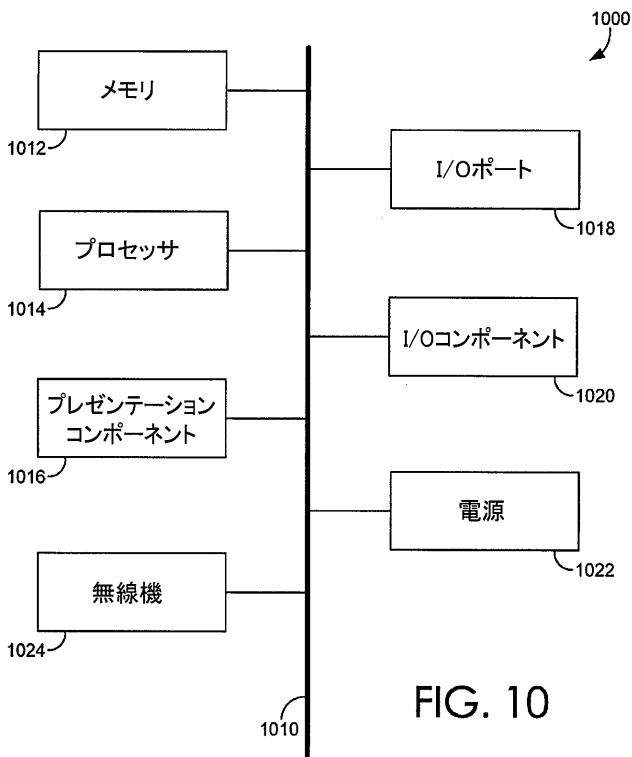 1000
メモリ
1012
I/Oポート
1018
プロセッサ
1014
I/Oコンポーネント
1020
プレゼンテーション
コンポーネント
1016
電源
1022
無線機
1024
1010
FIG. 10